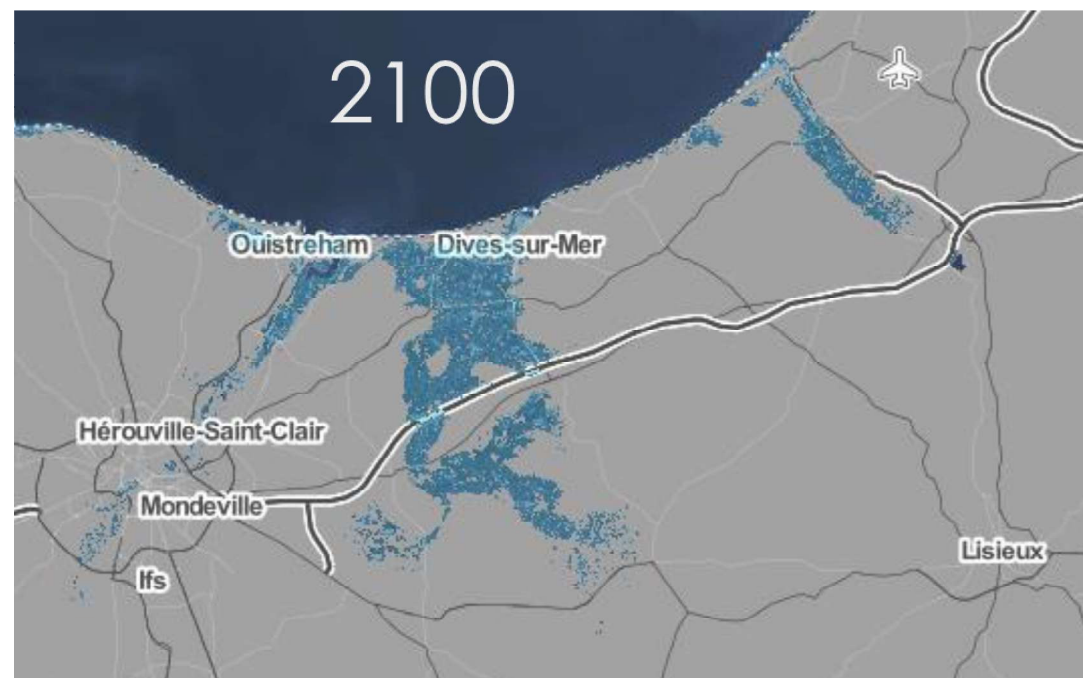 2100
Ouistreham
Dives-sur-Mer
Hérouville-Saint-Clair
Mondeville
Lisieux
Ifs